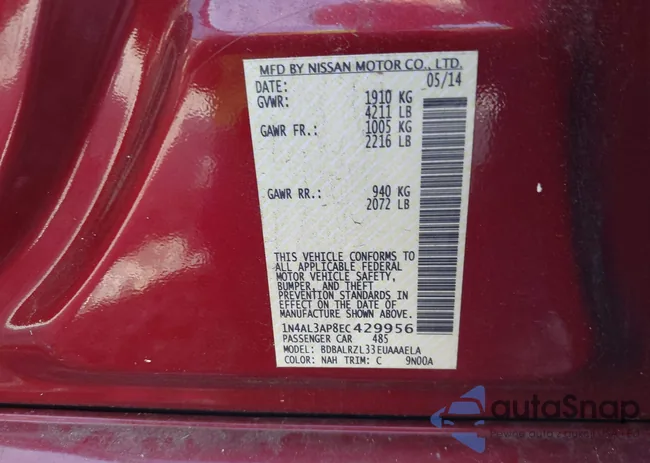 MFD BY NISSAN MOTOR CO., LTD.
DATE: 05/14
GVWR: 1910 KG
4211 LB
GAWR FR.: 1005 KG
2216 LB
GAWR RR.: 940 KG
2072 LB
THIS VEHICLE CONFORMS TO
ALL APPLICABLE FEDERAL
MOTOR VEHICLE SAFETY,
BUMPER, AND THEFT
PREVENTION STANDARDS IN
EFFECT ON THE DATE OF
MANUFACTURE SHOWN ABOVE.
1N4AL3AP8EC429956
PASSENGER CAR 485
MODEL: BDBALRZL33EUAAAELA
COLOR: NAH TRIM: C 9N00A
autoSnap